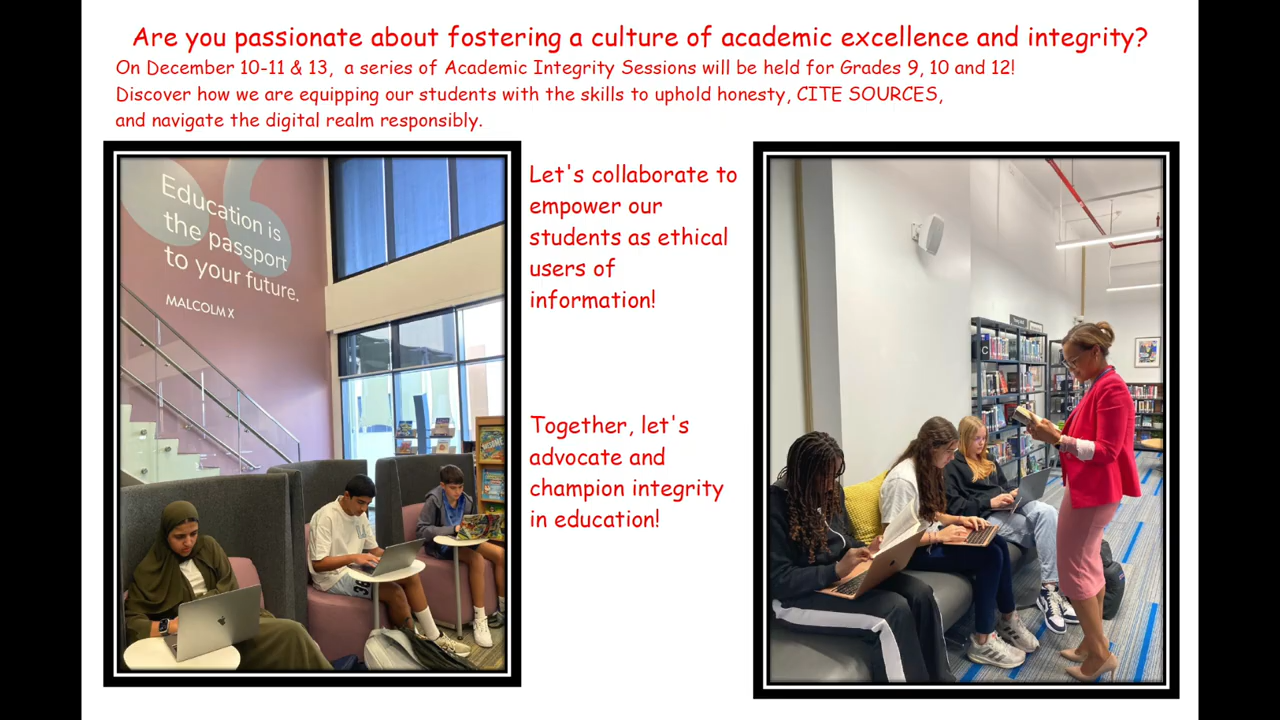 Are you passionate about fostering a culture of academic excellence and integrity?
On December 10-11 & 13,  a series of Academic Integrity Sessions will be held for Grades 9, 10 and 12!
Discover how we are equipping our students with the skills to uphold honesty, CITE SOURCES,
and navigate the digital realm responsibly.
Education is
the passport
to your future.
MALCOLM X
Let's collaborate to
empower our
students as ethical
users of
information!
Together, let's
advocate and
champion integrity
in education!